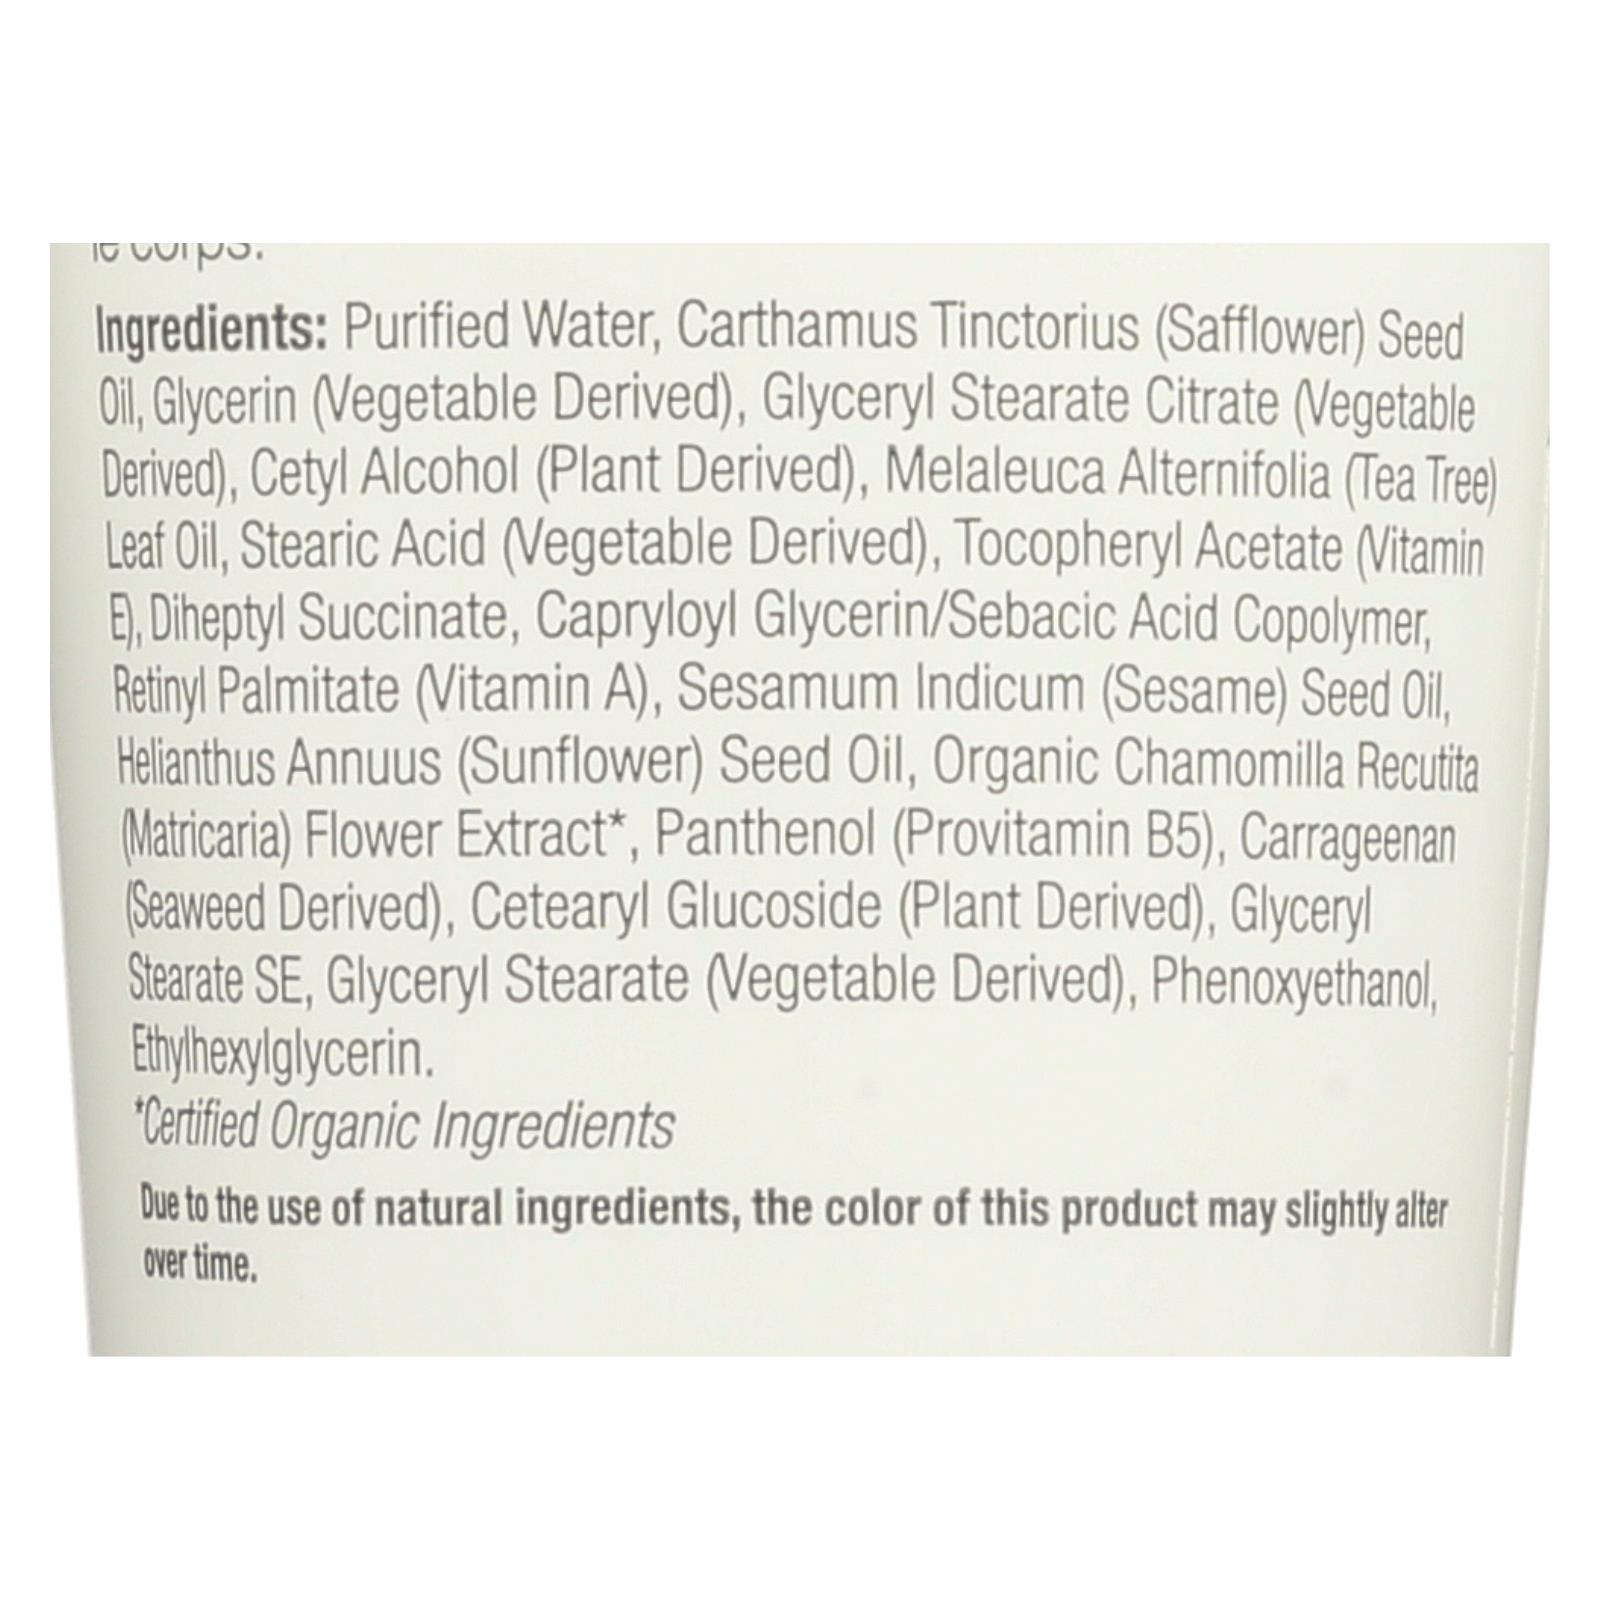 le corps.
Ingredients: Purified Water, Carthamus Tinctorius (Safflower) Seed
Oil, Glycerin (Vegetable Derived), Glyceryl Stearate Citrate (Vegetable
Derived), Cetyl Alcohol (Plant Derived), Melaleuca Alternifolia (Tea Tree)
Leaf Oil, Stearic Acid (Vegetable Derived), Tocopheryl Acetate (Vitamin
E), Diheptyl Succinate, Capryloyl Glycerin/Sebacic Acid Copolymer,
Retinyl Palmitate (Vitamin A), Sesamum Indicum (Sesame) Seed Oil,
Helianthus Annuus (Sunflower) Seed Oil, Organic Chamomilla Recutita
(Matricaria) Flower Extract*, Panthenol (Provitamin B5), Carrageenan
(Seaweed Derived), Cetearyl Glucoside (Plant Derived), Glyceryl
Stearate SE, Glyceryl Stearate (Vegetable Derived), Phenoxyethanol,
Ethylhexylglycerin.
*Certified Organic Ingredients
Due to the use of natural ingredients, the color of this product may slightly alter
over time.